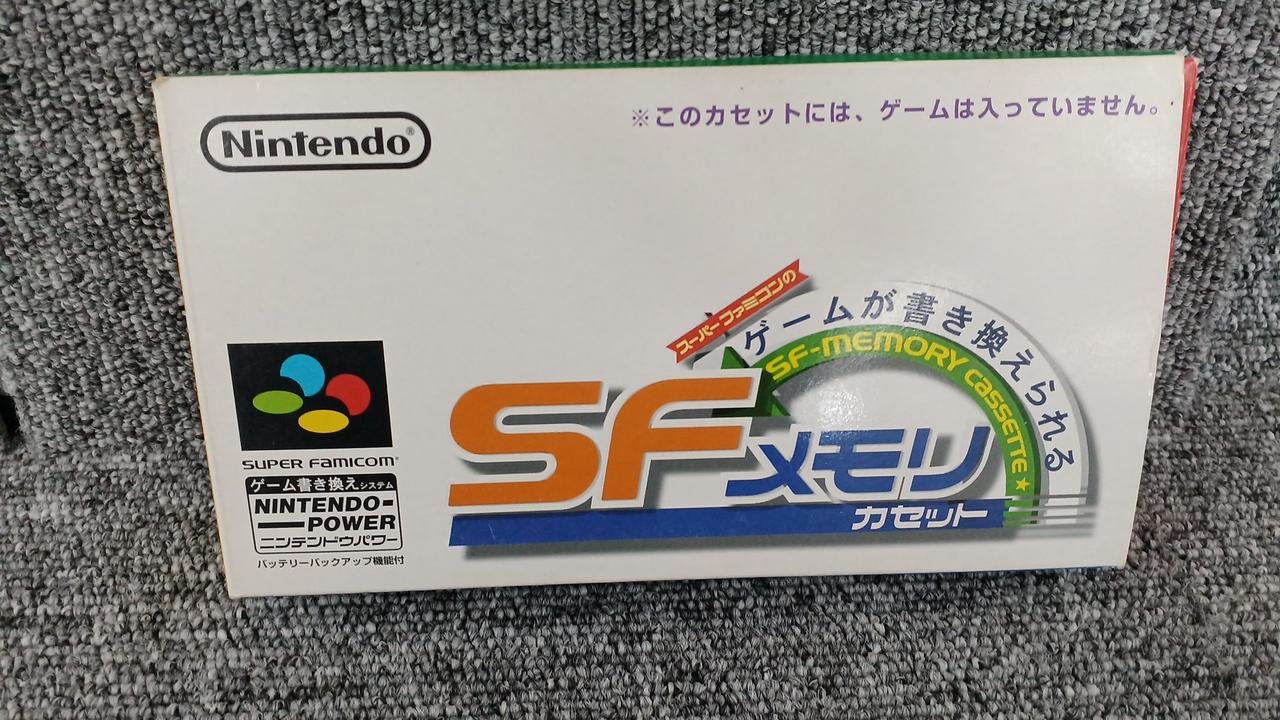 Nintendo®
※このカセットには、ゲームは入っていません。
スーパーファミコンの
ゲームが書き換えられる
SF-MEMORY CASSETTE★
SFメモリ
カセット
SUPER FAMICOM®
ゲーム書き換えシステム
NINTENDO-
POWER
ニンテンドウパワー
バッテリーバックアップ機能付